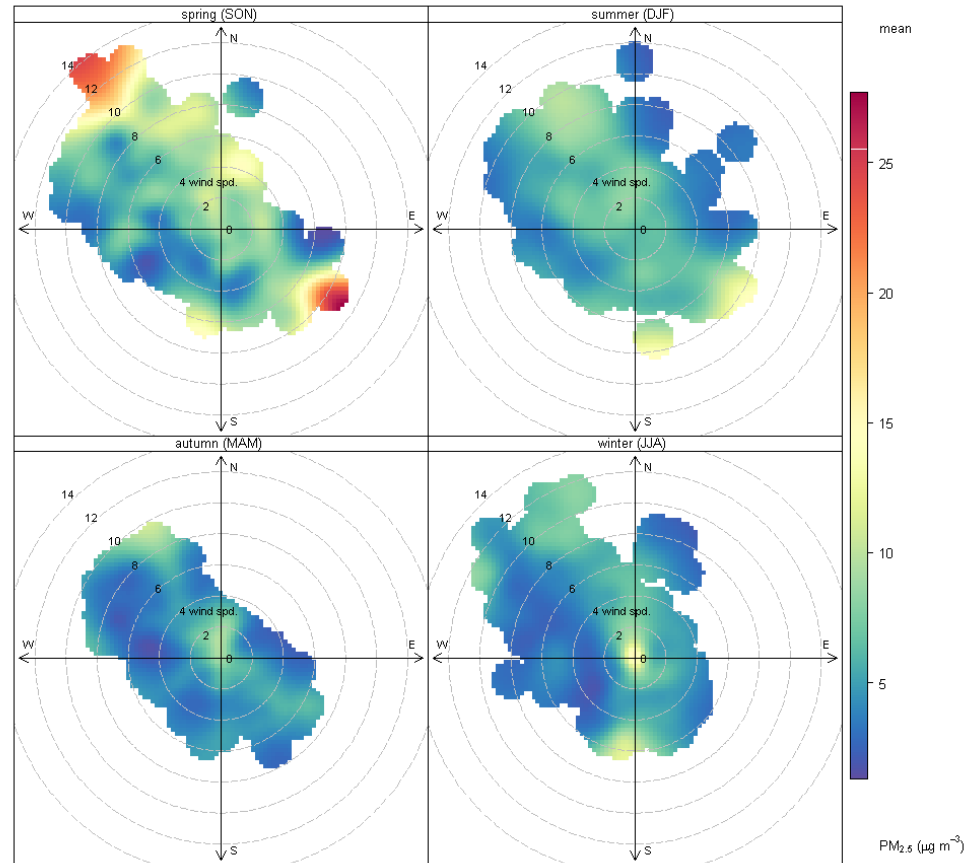 spring (SON)
N
14
12
10
8
6
4 wind spd.
2
0
W
E
S
summer (DJF)
N
14
12
10
8
6
4 wind spd.
2
0
W
E
S
autumn (MAM)
N
14
12
10
8
6
4 wind spd.
2
0
W
E
S
winter (JJA)
N
14
12
10
8
6
4 wind spd.
2
0
W
E
S
mean
25
20
15
10
5
PM2.5 (μg m−3)